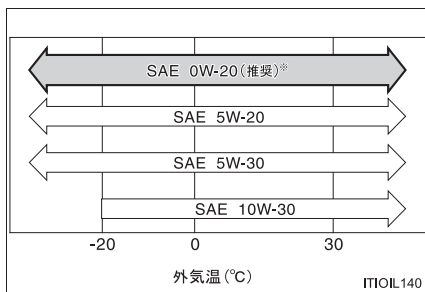 SAE 0W-20(推奨)※
SAE 5W-20
SAE 5W-30
SAE 10W-30
-20 0 30
外気温(℃)
ITIOIL140